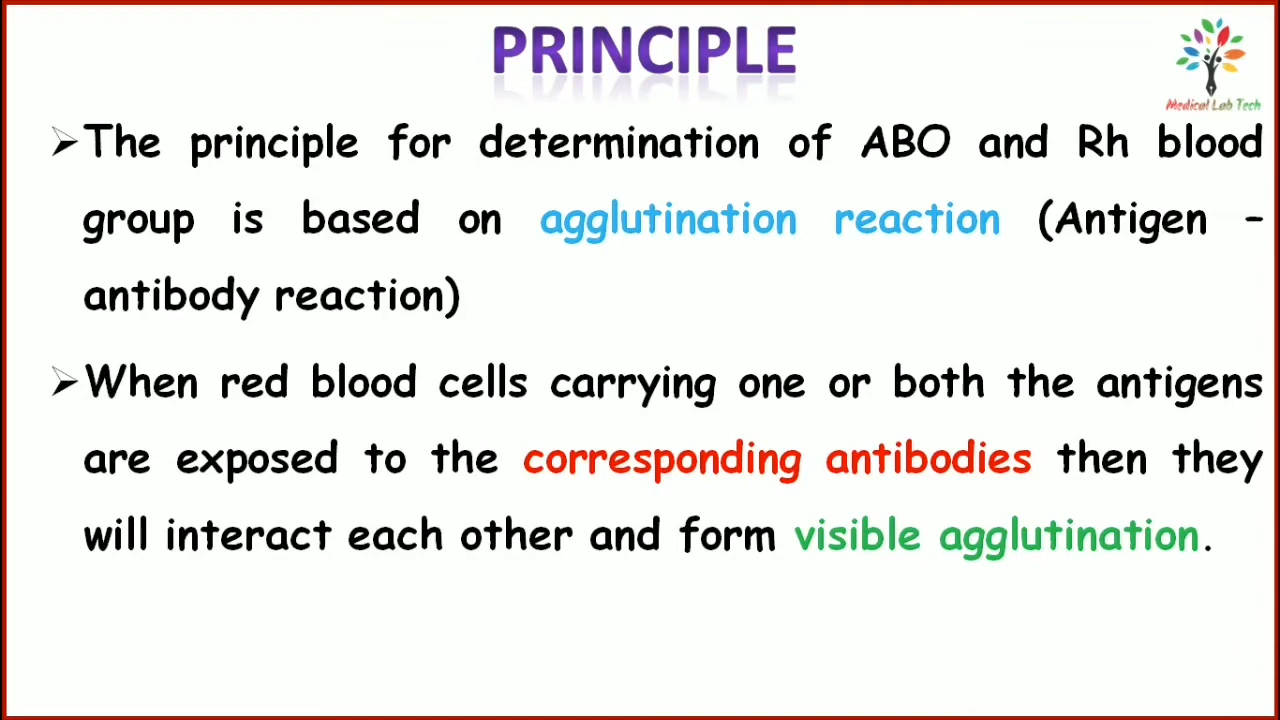 PRINCIPLE
Medical Lab Tech
➢The principle for determination of ABO and Rh blood
group is based on agglutination reaction (Antigen –
antibody reaction)
➢When red blood cells carrying one or both the antigens
are exposed to the corresponding antibodies then they
will interact each other and form visible agglutination.